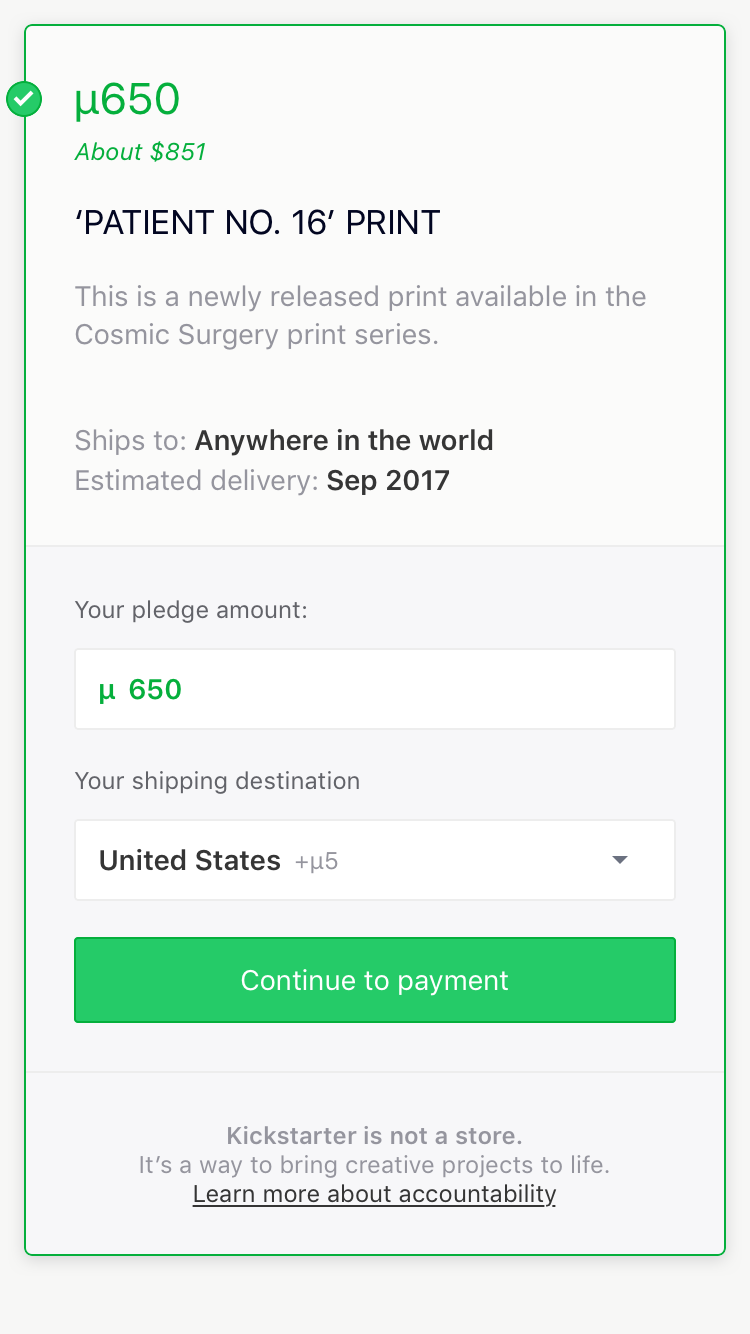 µ650
About $851
‘PATIENT NO. 16’ PRINT
This is a newly released print available in the
Cosmic Surgery print series.
Ships to: Anywhere in the world
Estimated delivery: Sep 2017
Your pledge amount:
µ 650
Your shipping destination
United States +µ5
Continue to payment
Kickstarter is not a store.
It’s a way to bring creative projects to life.
Learn more about accountability